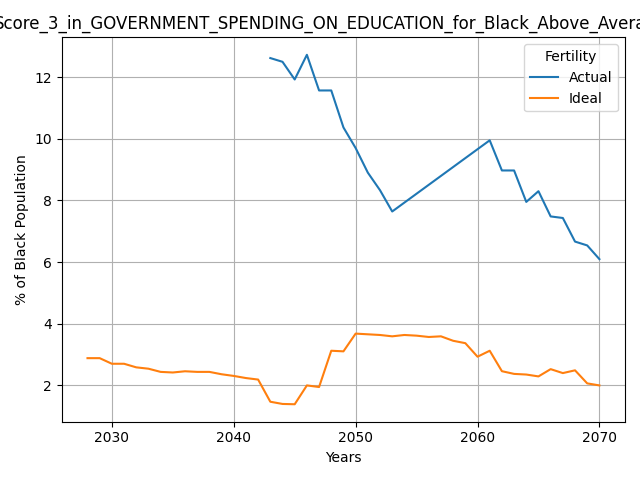 Score_3_in_GOVERNMENT_SPENDING_ON_EDUCATION_for_Black_Above_Avera
Fertility
Actual
Ideal
% of Black Population
12
10
8
6
4
2
2030 2040 2050 2060 2070
Years